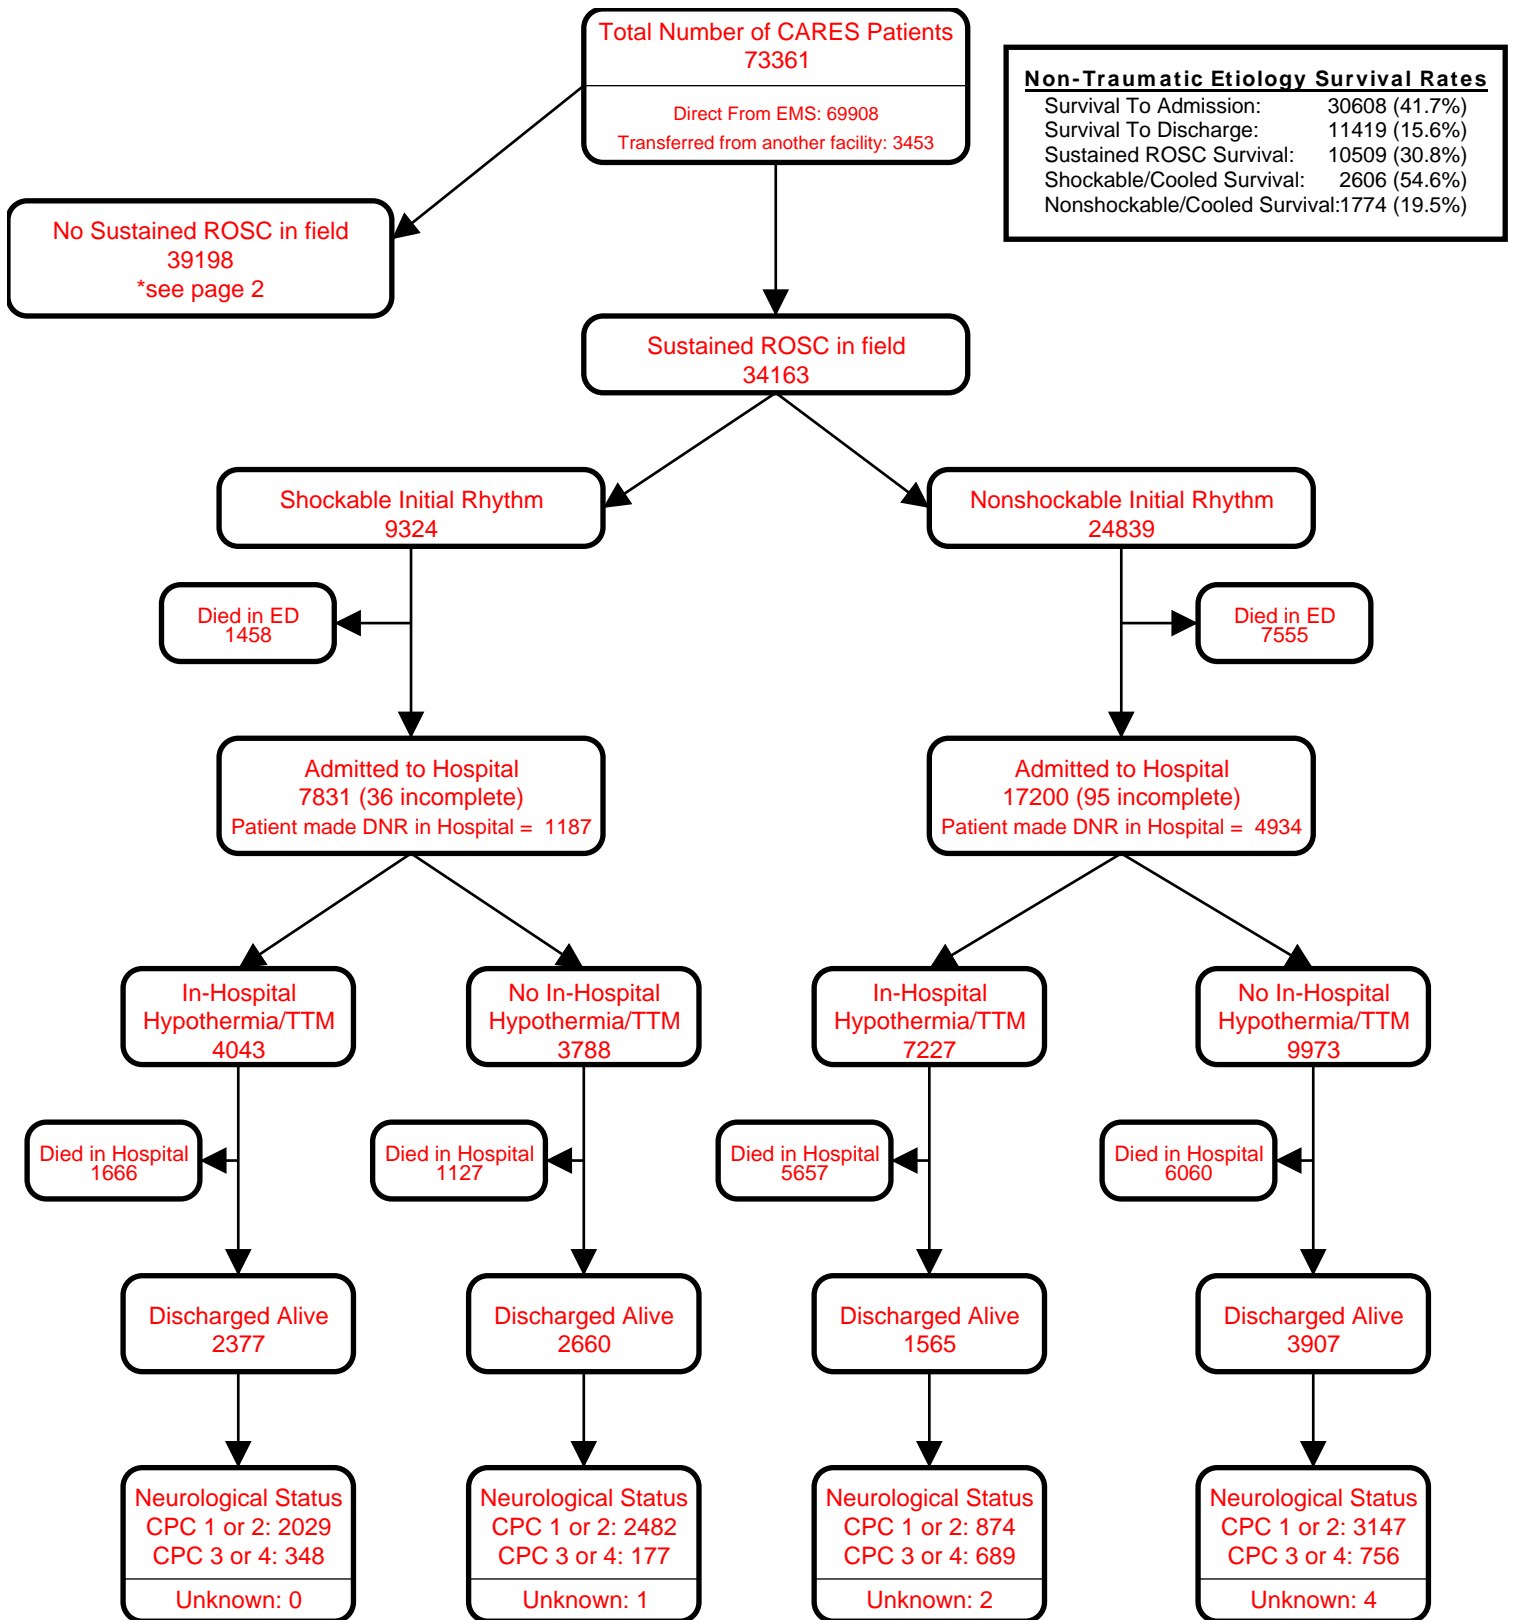 Total Number of CARES Patients
73361
Direct From EMS: 69908
Transferred from another facility: 3453
Non-Traumatic Etiology Survival Rates
Survival To Admission: 30608 (41.7%)
Survival To Discharge: 11419 (15.6%)
Sustained ROSC Survival: 10509 (30.8%)
Shockable/Cooled Survival: 2606 (54.6%)
Nonshockable/Cooled Survival:1774 (19.5%)
No Sustained ROSC in field
39198
*see page 2
Sustained ROSC in field
34163
Shockable Initial Rhythm
9324
Nonshockable Initial Rhythm
24839
Died in ED
1458
Died in ED
7555
Admitted to Hospital
7831 (36 incomplete)
Patient made DNR in Hospital = 1187
Admitted to Hospital
17200 (95 incomplete)
Patient made DNR in Hospital = 4934
In-Hospital
Hypothermia/TTM
4043
No In-Hospital
Hypothermia/TTM
3788
In-Hospital
Hypothermia/TTM
7227
No In-Hospital
Hypothermia/TTM
9973
Died in Hospital
1666
Died in Hospital
1127
Died in Hospital
5657
Died in Hospital
6060
Discharged Alive
2377
Discharged Alive
2660
Discharged Alive
1565
Discharged Alive
3907
Neurological Status
CPC 1 or 2: 2029
CPC 3 or 4: 348
Unknown: 0
Neurological Status
CPC 1 or 2: 2482
CPC 3 or 4: 177
Unknown: 1
Neurological Status
CPC 1 or 2: 874
CPC 3 or 4: 689
Unknown: 2
Neurological Status
CPC 1 or 2: 3147
CPC 3 or 4: 756
Unknown: 4